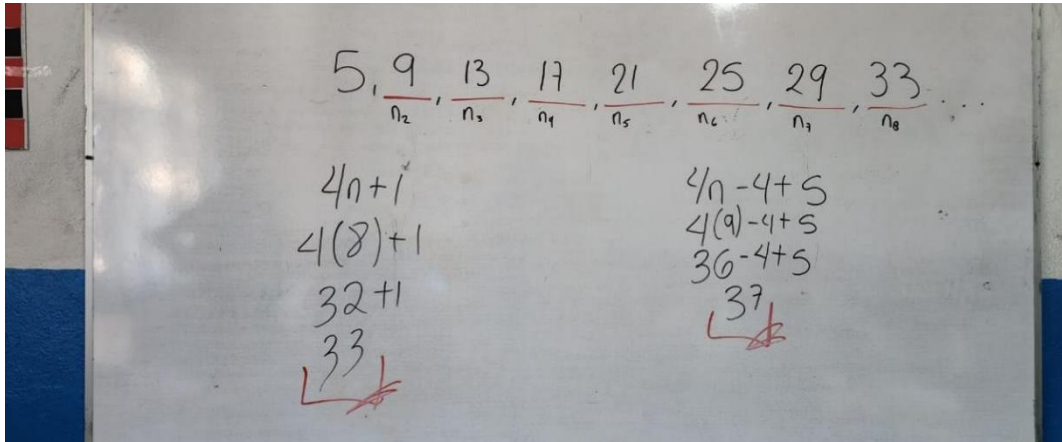 5, 9, 13, 17, 21, 25, 29, 33 ....
n₂ n₃ n₄ n₅ n₆ n₇ n₈
4n+1
4(8)+1
32+1
33
4n-4+5
4(9)-4+5
36-4+5
37